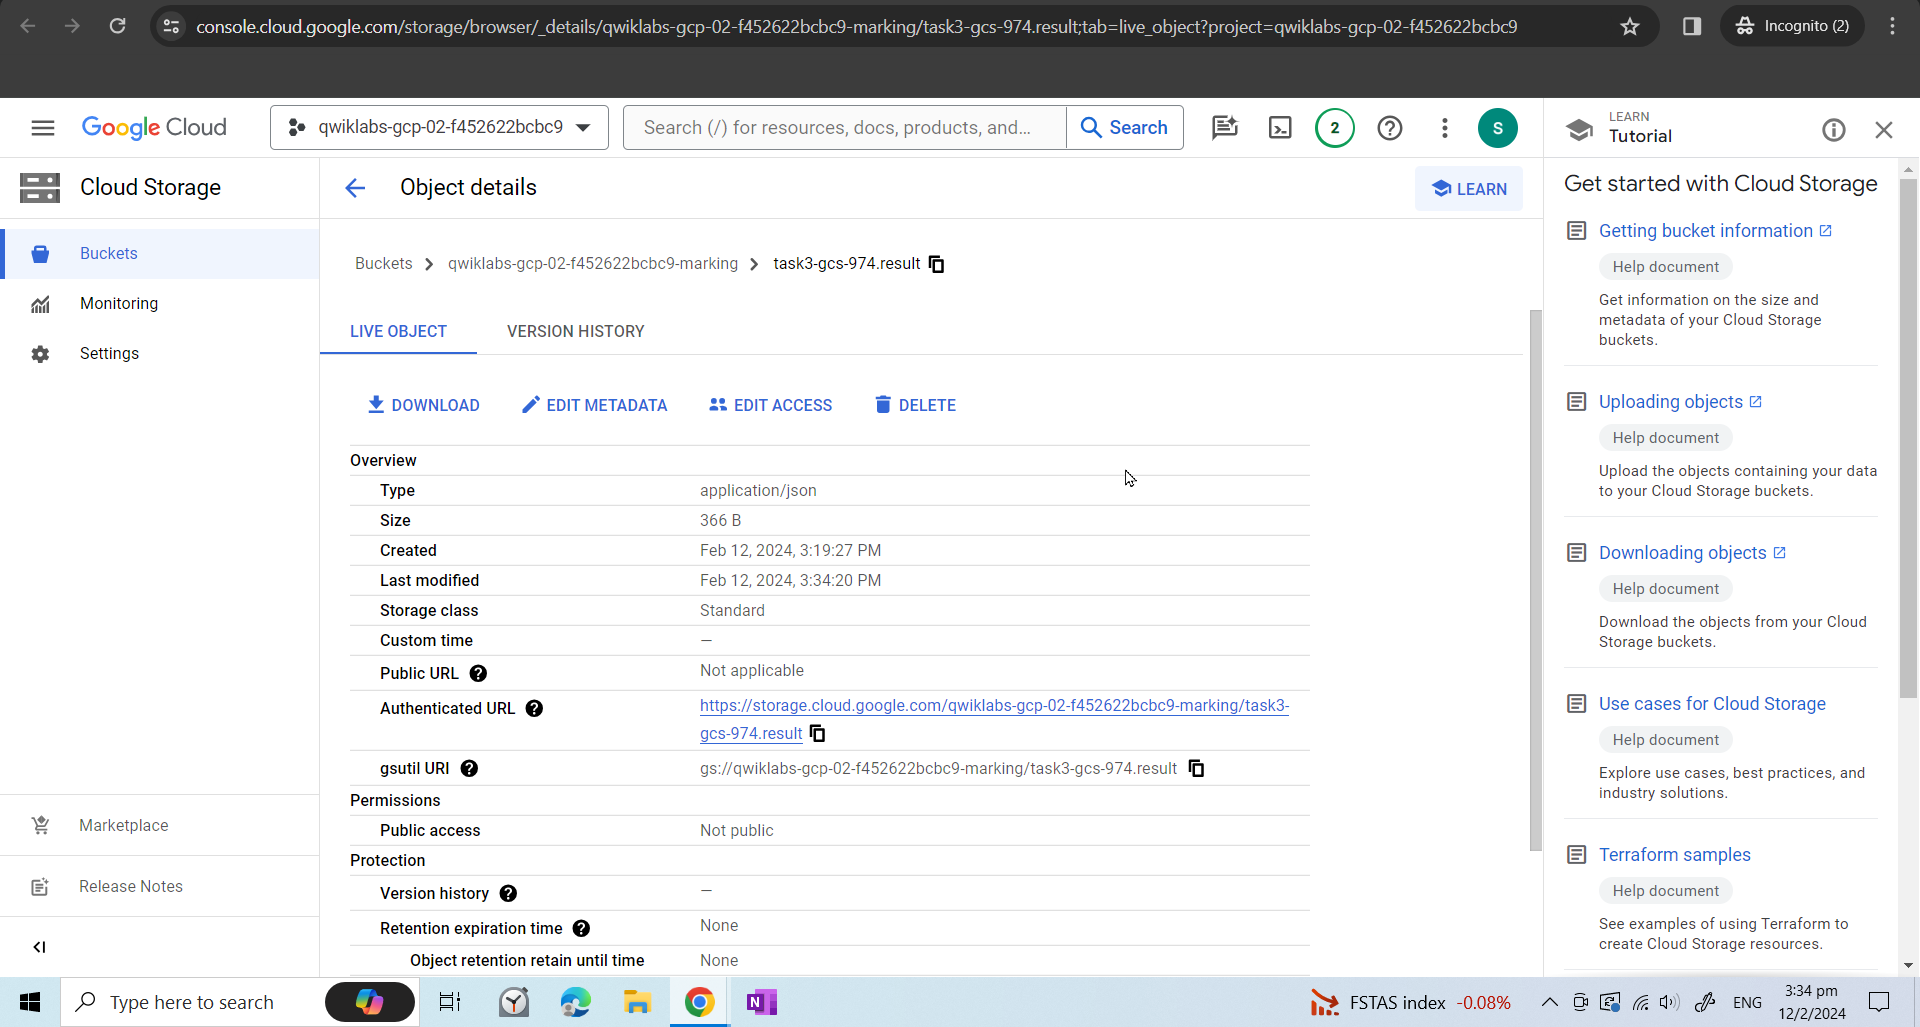 console.cloud.google.com/storage/browser/_details/qwiklabs-gcp-02-f452622bcbc9-marking/task3-gcs-974.result;tab=live_object?project=qwiklabs-gcp-02-f452622bcbc9
Incognito (2)
Google Cloud
qwiklabs-gcp-02-f452622bcbc9
Search (/) for resources, docs, products, and...
Search
2
S
LEARN
Tutorial
Cloud Storage
Object details
LEARN
Get started with Cloud Storage
Buckets
Monitoring
Settings
Marketplace
Release Notes
Buckets
qwiklabs-gcp-02-f452622bcbc9-marking
task3-gcs-974.result
LIVE OBJECT
VERSION HISTORY
DOWNLOAD
EDIT METADATA
EDIT ACCESS
DELETE
Overview
Type application/json
Size 366 B
Created Feb 12, 2024, 3:19:27 PM
Last modified Feb 12, 2024, 3:34:20 PM
Storage class Standard
Custom time —
Public URL Not applicable
Authenticated URL https://storage.cloud.google.com/qwiklabs-gcp-02-f452622bcbc9-marking/task3-
gcs-974.result
gsutil URI gs://qwiklabs-gcp-02-f452622bcbc9-marking/task3-gcs-974.result
Permissions
Public access Not public
Protection
Version history —
Retention expiration time None
Object retention retain until time None
Getting bucket information
Help document
Get information on the size and
metadata of your Cloud Storage
buckets.
Uploading objects
Help document
Upload the objects containing your data
to your Cloud Storage buckets.
Downloading objects
Help document
Download the objects from your Cloud
Storage buckets.
Use cases for Cloud Storage
Help document
Explore use cases, best practices, and
industry solutions.
Terraform samples
Help document
See examples of using Terraform to
create Cloud Storage resources.
Type here to search
N
FSTAS index -0.08%
ENG
3:34 pm
12/2/2024